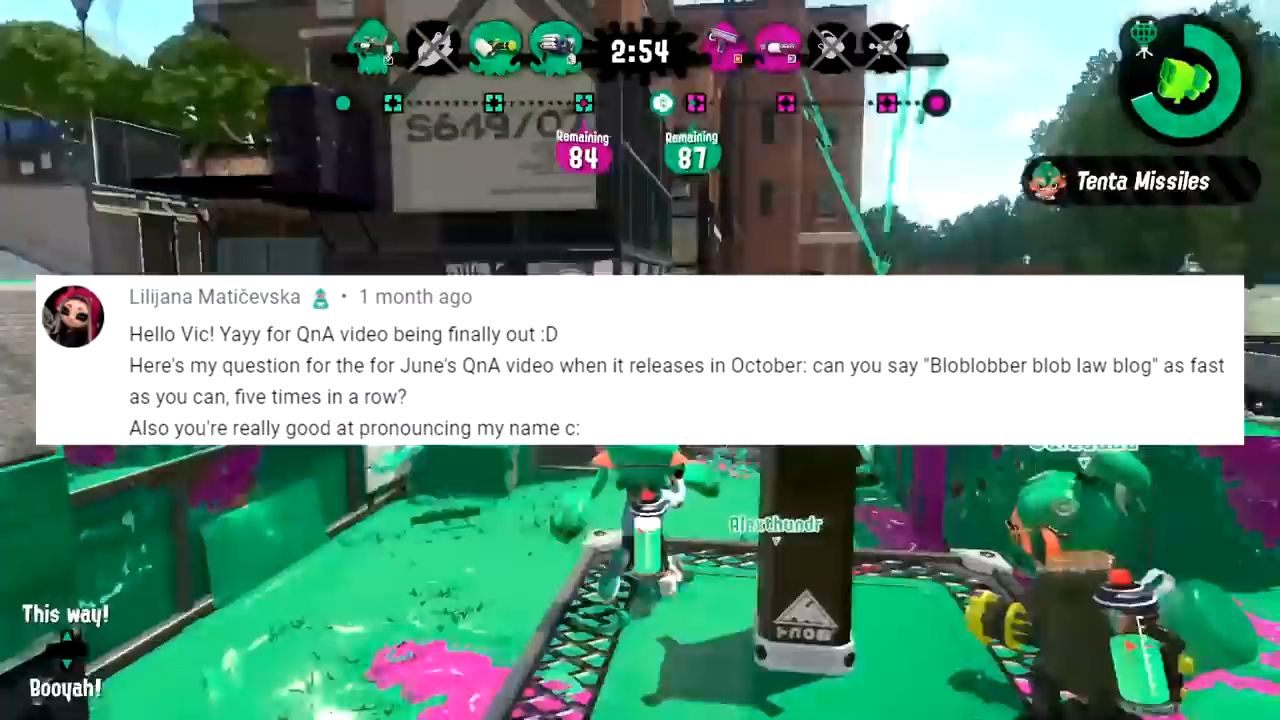 2:54
S649/07
Remaining
84
Remaining
87
Tenta Missiles
Lilijana Matičevska • 1 month ago
Hello Vic! Yayy for QnA video being finally out :D
Here's my question for the for June's QnA video when it releases in October: can you say "Bloblobber blob law blog" as fast
as you can, five times in a row?
Also you're really good at pronouncing my name c:
Alexthundr
This way!
Booyah!